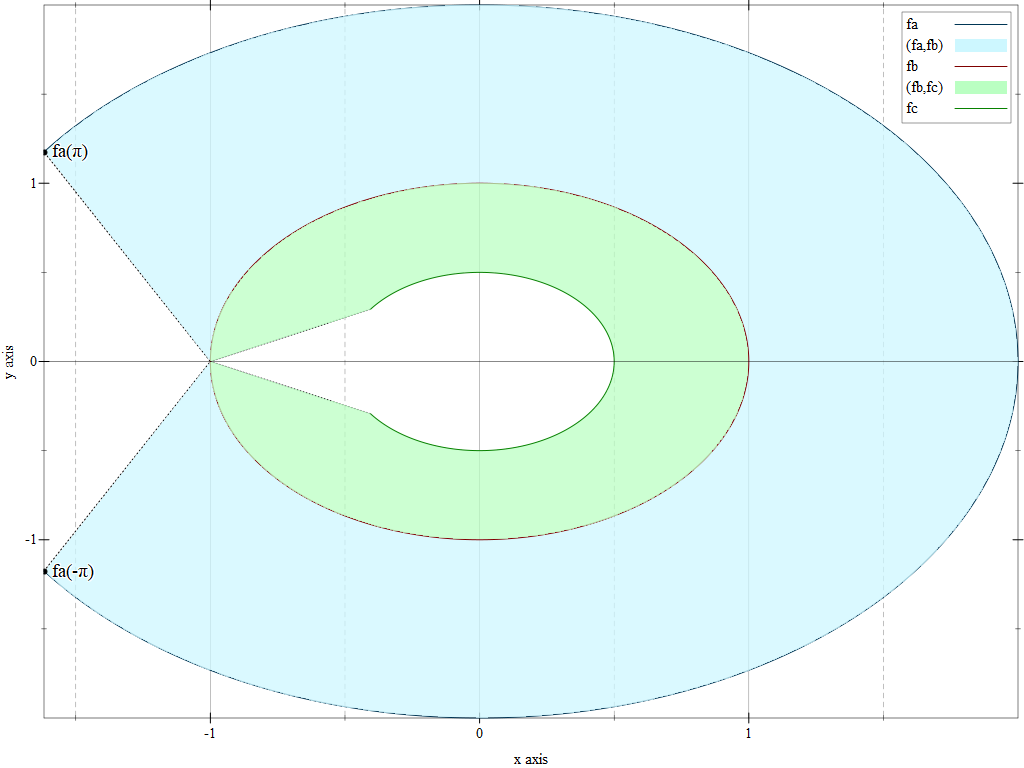 fa
(fa,fb)
fb
(fb,fc)
fc
fa(π)
1
0
-1
fa(-π)
y axis
-1
0
1
x axis